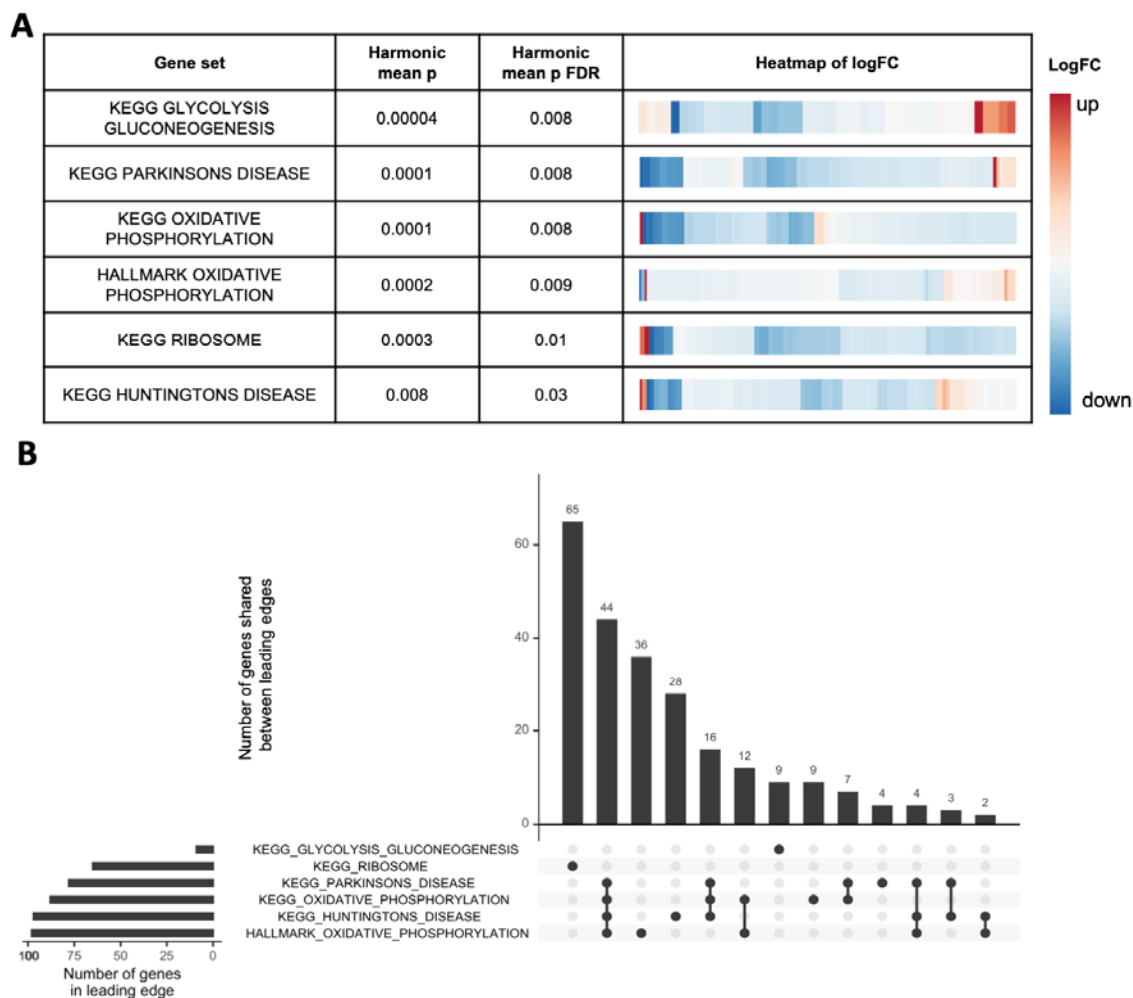 A
Gene set
Harmonic
mean p
Harmonic
mean p FDR
Heatmap of logFC
LogFC
up
down
KEGG GLYCOLYSIS
GLUCONEOGENESIS
0.00004
0.008
KEGG PARKINSONS DISEASE
0.0001
0.008
KEGG OXIDATIVE
PHOSPHORYLATION
0.0001
0.008
HALLMARK OXIDATIVE
PHOSPHORYLATION
0.0002
0.009
KEGG RIBOSOME
0.0003
0.01
KEGG HUNTINGTONS DISEASE
0.008
0.03
B
Number of genes shared
between leading edges
60
40
20
0
65
44
36
28
16
12
9
9
7
4
4
3
2
KEGG_GLYCOLYSIS_GLUCONEOGENESIS
KEGG_RIBOSOME
KEGG_PARKINSONS_DISEASE
KEGG_OXIDATIVE_PHOSPHORYLATION
KEGG_HUNTINGTONS_DISEASE
HALLMARK_OXIDATIVE_PHOSPHORYLATION
100 75 50 25 0
Number of genes
in leading edge